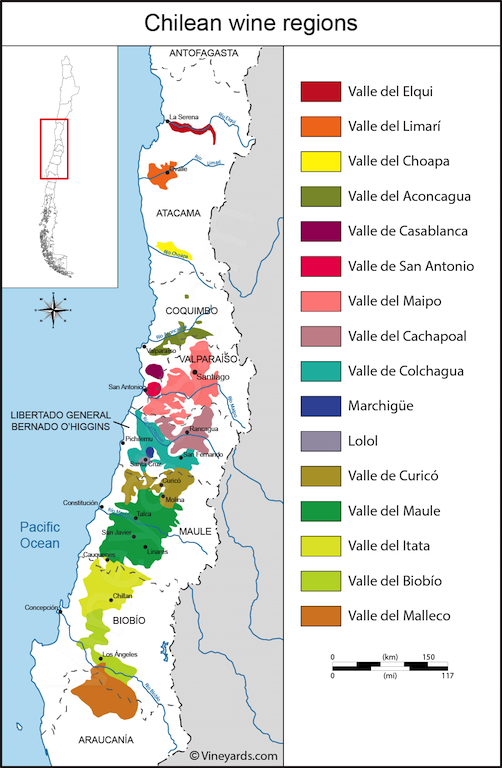 Chilean wine regions
ANTOFAGASTA
La Serena
Río Elqui
Ovalle
Río Limarí
ATACAMA
Río Choapa
COQUIMBO
Valparaíso
VALPARAÍSO
Santiago
San Antonio
Río Maipo
LIBERTADO GENERAL
BERNADO O'HIGGINS
Rancagua
Pichilemu
San Fernando
Santa Cruz
Curicó
Molina
Constitución
Talca
MAULE
San Javier
Linares
Pacific
Ocean
Cauquenes
Chillan
Concepción
BIOBÍO
Los Ángeles
Río Biobío
ARAUCANÍA
© Vineyards.com
Valle del Elqui
Valle del Limarí
Valle del Choapa
Valle del Aconcagua
Valle de Casablanca
Valle de San Antonio
Valle del Maipo
Valle del Cachapoal
Valle de Colchagua
Marchigüe
Lolol
Valle de Curicó
Valle del Maule
Valle del Itata
Valle del Biobío
Valle del Malleco
0 (km) 150
0 (mi) 117